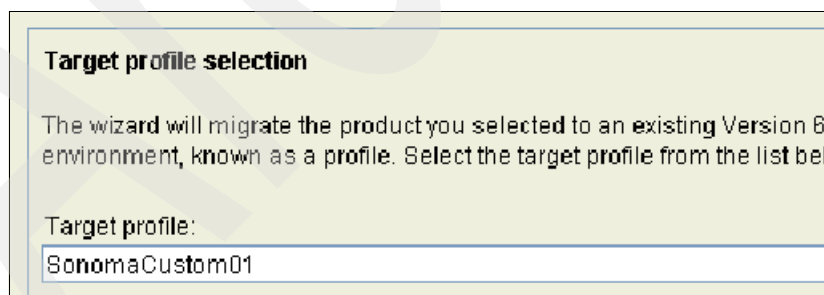 Target profile selection
The wizard will migrate the product you selected to an existing Version 6
environment, known as a profile. Select the target profile from the list
Target profile:
SonomaCustom01